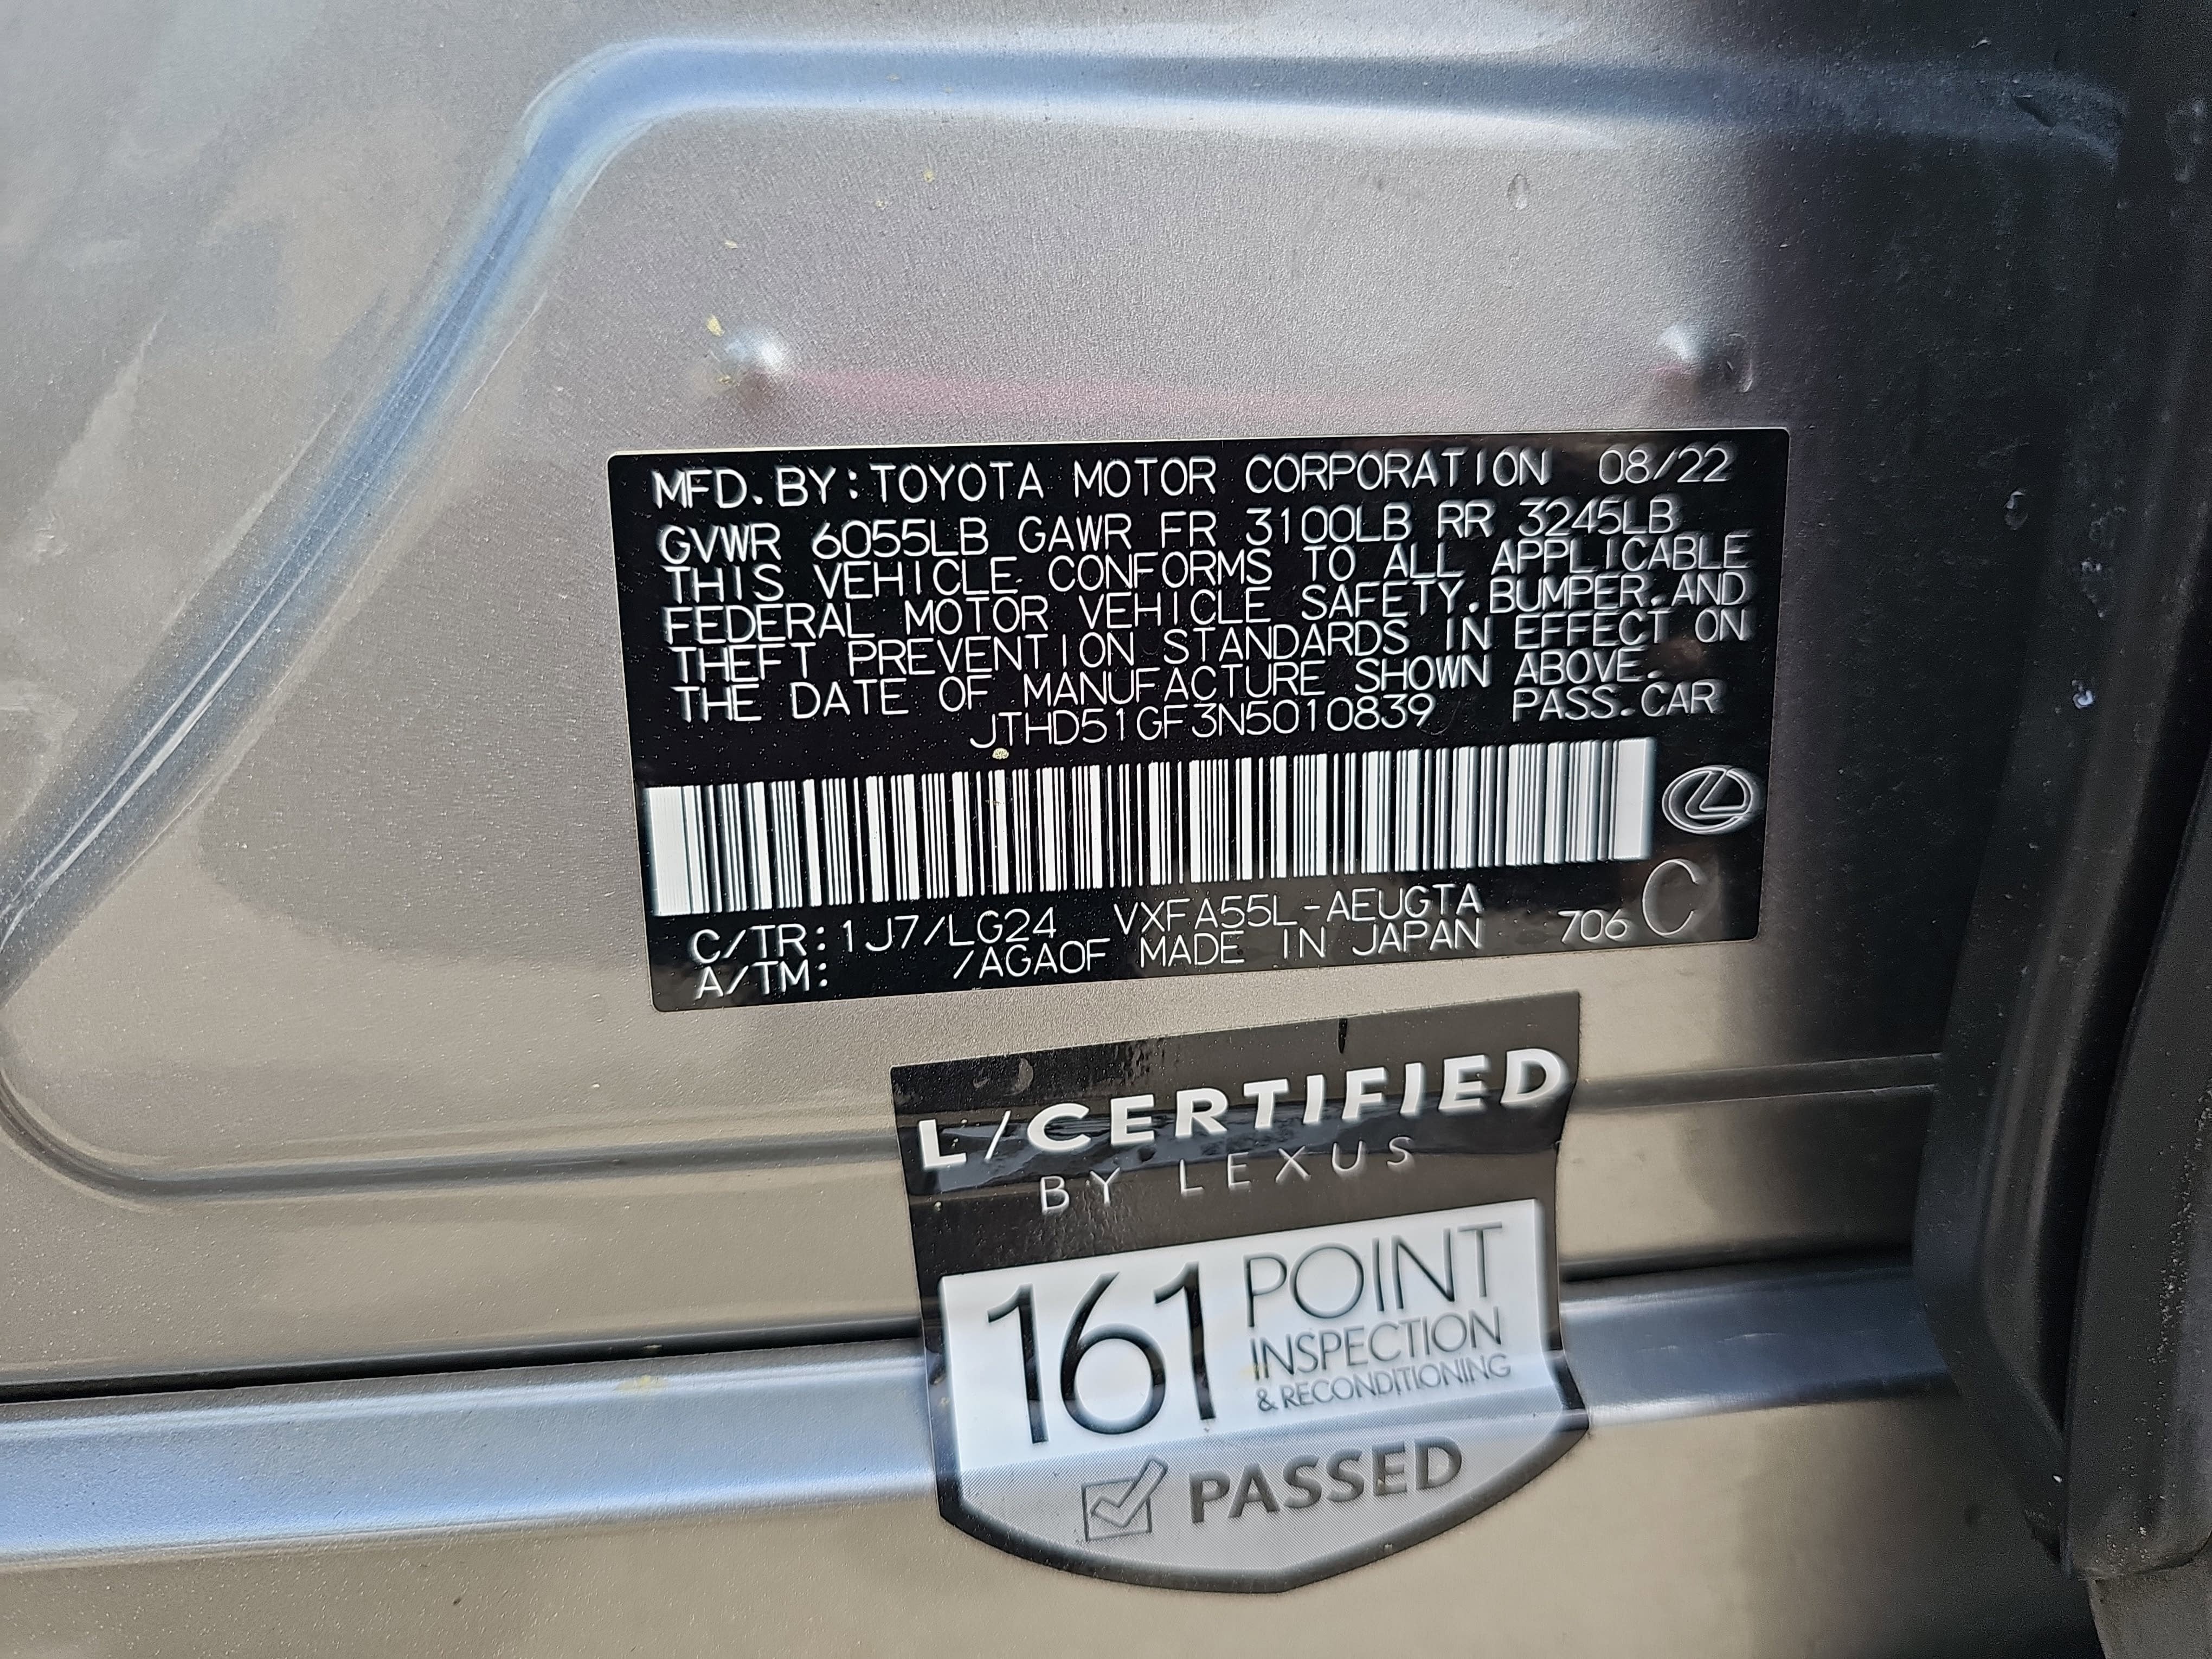 MFD.BY:TOYOTA MOTOR CORPORATION 08/22
GVWR 6055LB GAWR FR 3100LB RR 3245LB
THIS VEHICLE CONFORMS TO ALL APPLICABLE
FEDERAL MOTOR VEHICLE SAFETY,BUMPER,AND
THEFT PREVENTION STANDARDS IN EFFECT ON
THE DATE OF MANUFACTURE SHOWN ABOVE.
JTHD51GF3N5010839 PASS.CAR
C/TR:1J7/LG24 VXFA55L-AEUGTA
A/TM: /AGA0F MADE IN JAPAN 706 C
L/CERTIFIED
BY LEXUS
161 POINT
INSPECTION
& RECONDITIONING
PASSED